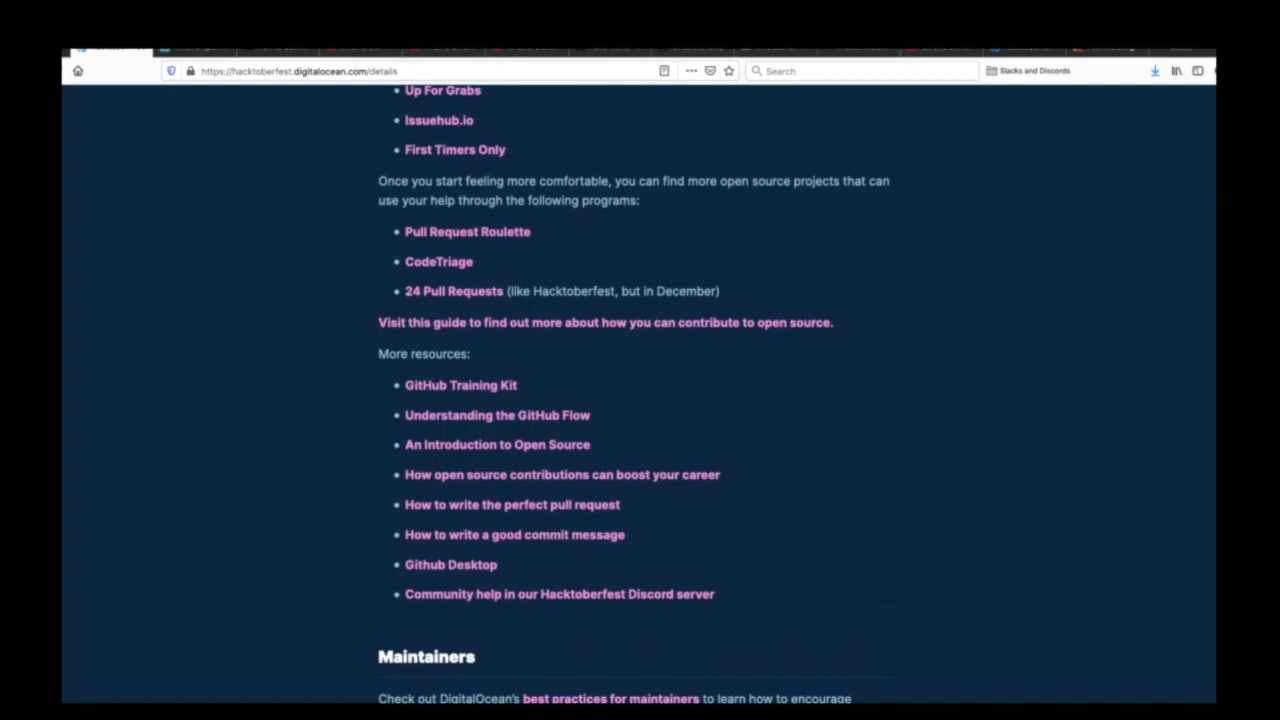 https://hacktoberfest.digitalocean.com/details
Search
Slacks and Discords
Up For Grabs
Issuehub.io
First Timers Only
Once you start feeling more comfortable, you can find more open source projects that can
use your help through the following programs:
Pull Request Roulette
CodeTriage
24 Pull Requests (like Hacktoberfest, but in December)
Visit this guide to find out more about how you can contribute to open source.
More resources:
GitHub Training Kit
Understanding the GitHub Flow
An Introduction to Open Source
How open source contributions can boost your career
How to write the perfect pull request
How to write a good commit message
Github Desktop
Community help in our Hacktoberfest Discord server
Maintainers
Check out DigitalOcean's best practices for maintainers to learn how to encourage